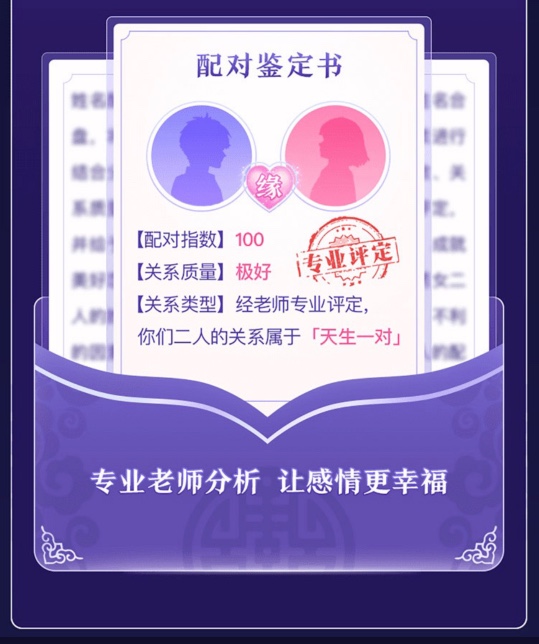 配对鉴定书
缘
【配对指数】100
【关系质量】极好
专业评定
【关系类型】经老师专业评定，
你们二人的关系属于「天生一对」
专业老师分析 让感情更幸福